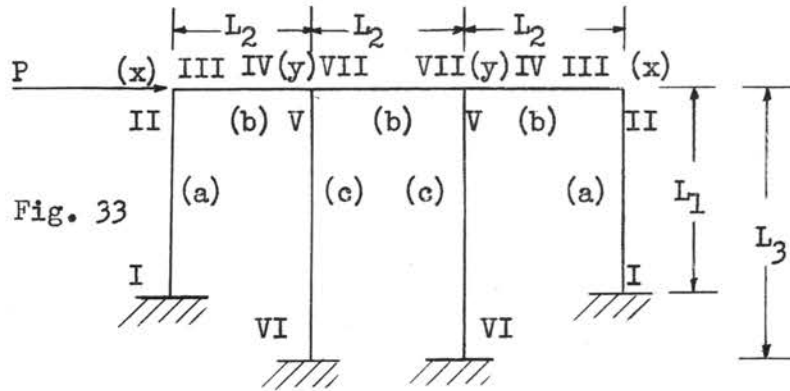 L2 L2 L2
P (x) III IV (y) VII VII (y) IV III (x)
II (b) V (b) V (b) II
(a) (c) (c) (a) L1
Fig. 33
L3
I I
VI VI